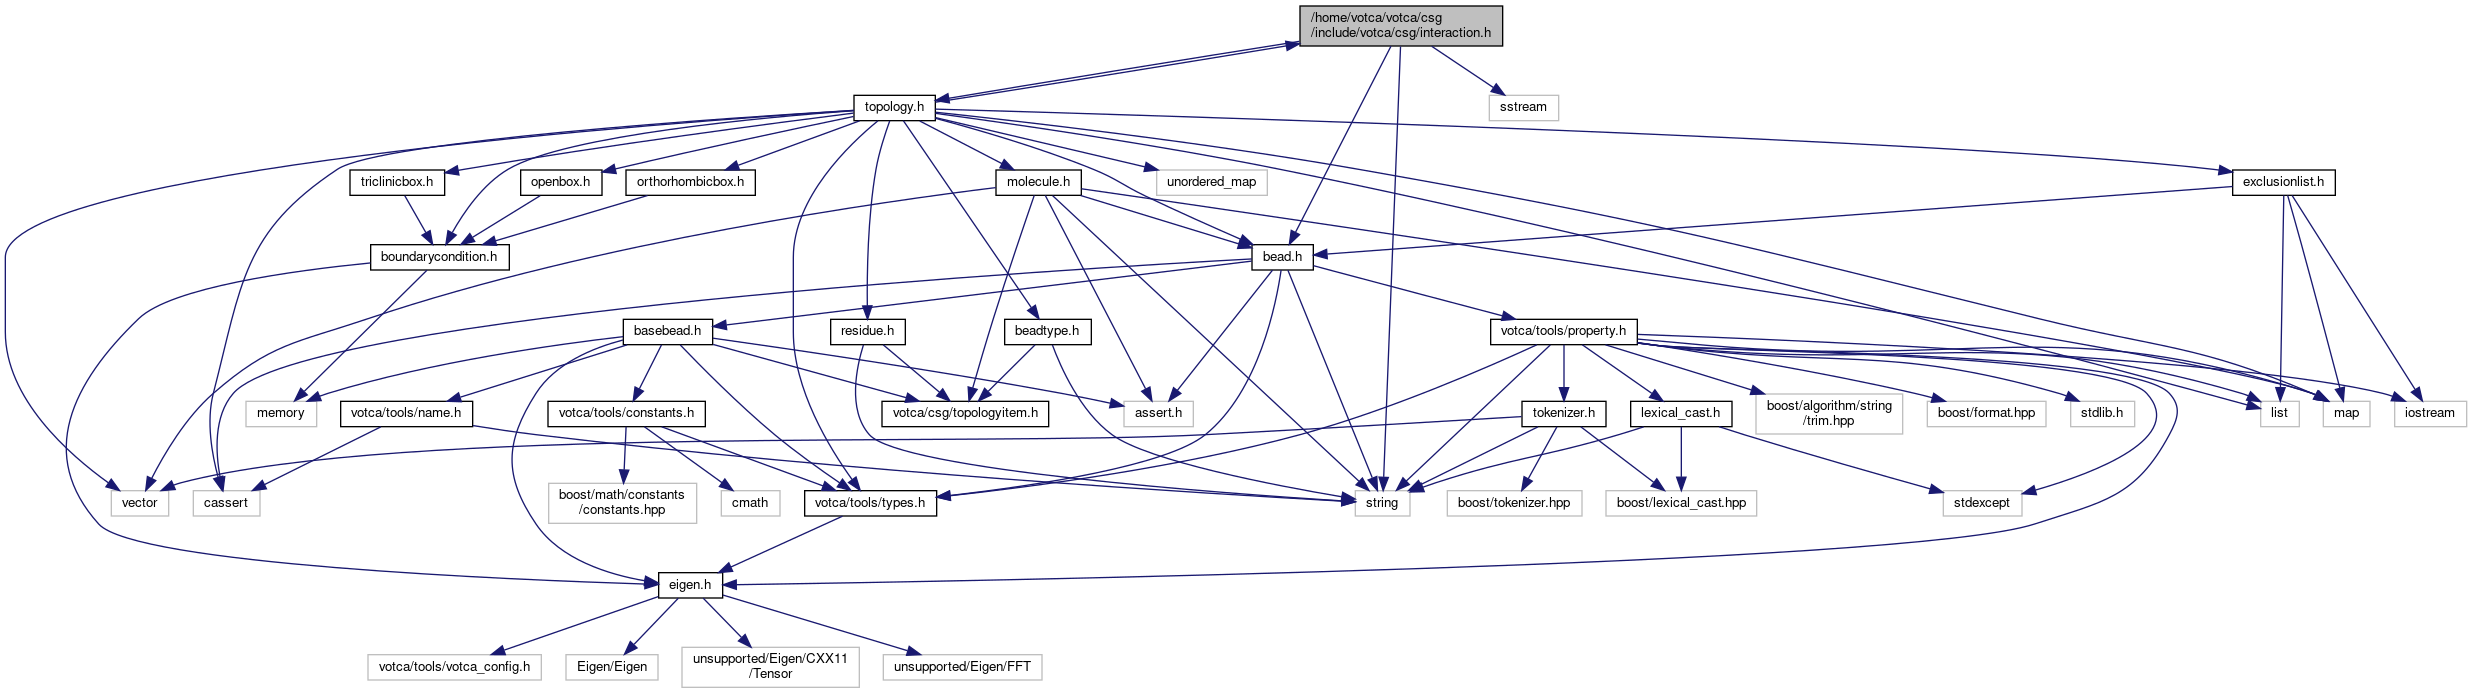 /home/votca/votca/csg
/include/votca/csg/interaction.h
topology.h
sstream
triclinicbox.h
openbox.h
orthorhombicbox.h
molecule.h
unordered_map
exclusionlist.h
boundarycondition.h
bead.h
basebead.h
residue.h
beadtype.h
votca/tools/property.h
memory
votca/tools/name.h
votca/tools/constants.h
votca/csg/topologyitem.h
assert.h
tokenizer.h
lexical_cast.h
boost/algorithm/string
/trim.hpp
boost/format.hpp
stdlib.h
list
map
iostream
vector
cassert
boost/math/constants
/constants.hpp
cmath
votca/tools/types.h
string
boost/tokenizer.hpp
boost/lexical_cast.hpp
stdexcept
eigen.h
votca/tools/votca_config.h
Eigen/Eigen
unsupported/Eigen/CXX11
/Tensor
unsupported/Eigen/FFT